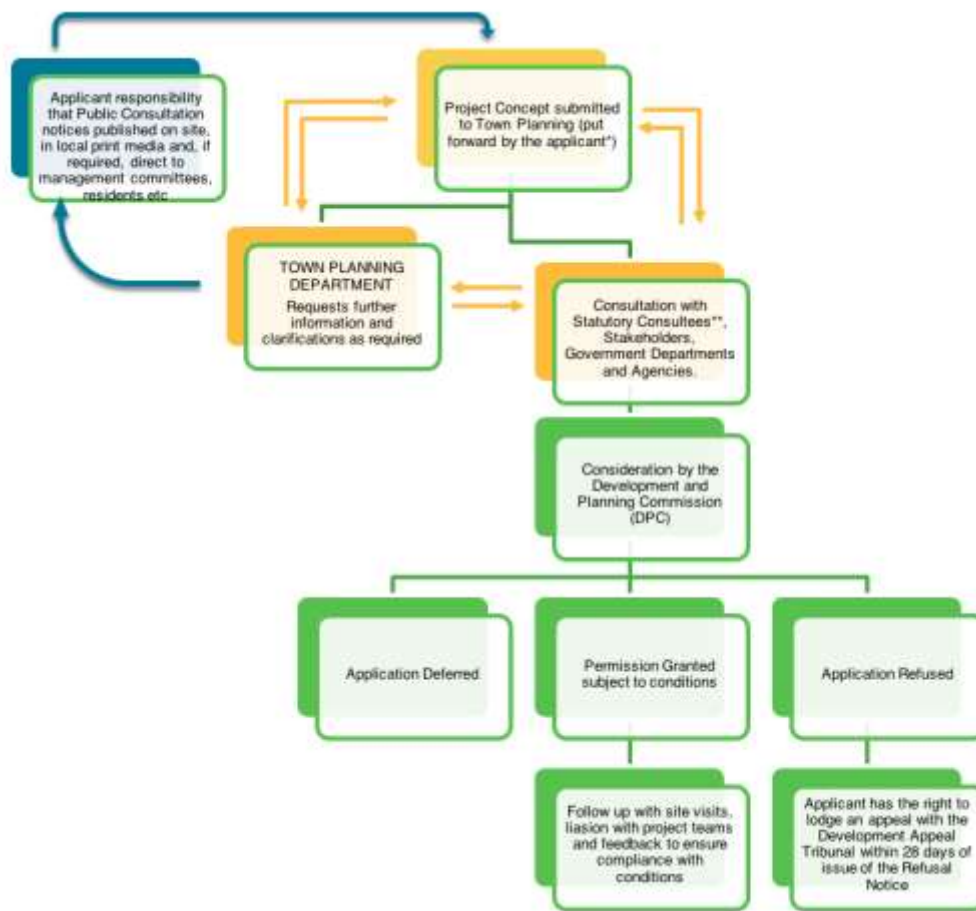 Applicant responsibility
that Public Consultation
notices published on site,
in local print media and, if
required, direct to
management committees,
residents etc
Project Concept submitted
to Town Planning (put
forward by the applicant*)
TOWN PLANNING
DEPARTMENT
Requests further
information and
clarifications as required
Consultation with
Statutory Consultees**,
Stakeholders,
Government Departments
and Agencies.
Consideration by the
Development and
Planning Commission
(DPC)
Application Deferred
Permission Granted
subject to conditions
Application Refused
Follow up with site visits,
liasion with project teams
and feedback to ensure
compliance with
conditions
Applicant has the right to
lodge an appeal with the
Development Appeal
Tribunal within 28 days of
issue of the Refusal
Notice